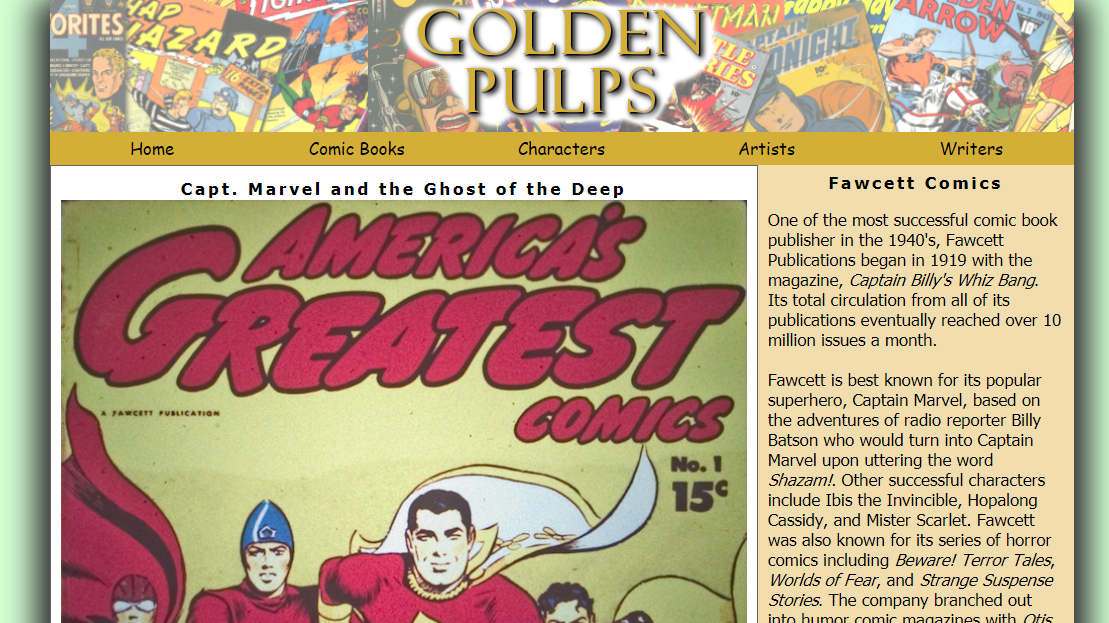 ORITES
HAZARD
GOLDEN
PULPS
CAPTAIN
MIDNIGHT
ARROW
Home Comic Books Characters Artists Writers
Capt. Marvel and the Ghost of the Deep
AMERICA'S
GREATEST
COMICS
A FAWCETT PUBLICATION
No. 1
15¢
Fawcett Comics
One of the most successful comic book
publisher in the 1940's, Fawcett
Publications began in 1919 with the
magazine, Captain Billy's Whiz Bang.
Its total circulation from all of its
publications eventually reached over 10
million issues a month.
Fawcett is best known for its popular
superhero, Captain Marvel, based on
the adventures of radio reporter Billy
Batson who would turn into Captain
Marvel upon uttering the word
Shazam!. Other successful characters
include Ibis the Invincible, Hopalong
Cassidy, and Mister Scarlet. Fawcett
was also known for its series of horror
comics including Beware! Terror Tales,
Worlds of Fear, and Strange Suspense
Stories. The company branched out
into humor comic magazines with Otis